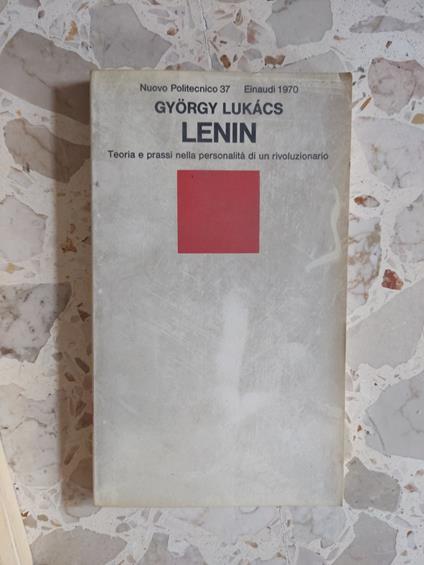 Nuovo Politecnico 37 Einaudi 1970
GYÖRGY LUKÁCS
LENIN
Teoria e prassi nella personalità di un rivoluzionario